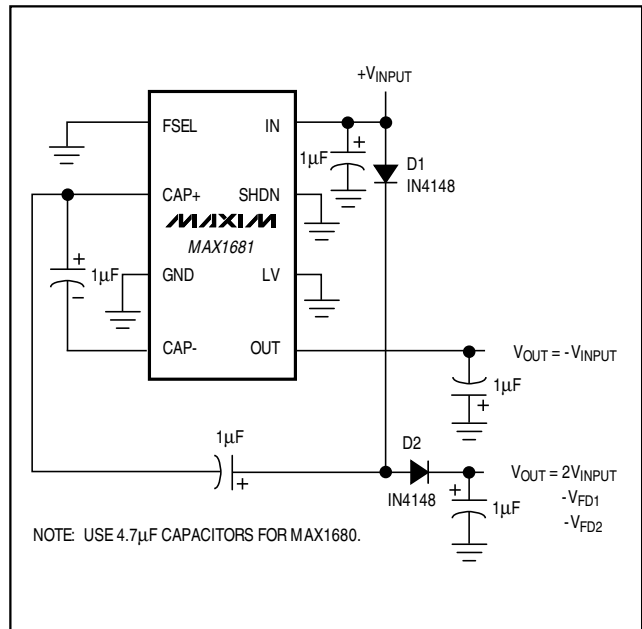 +VINPUT
FSEL
IN
+
1µF
D1
IN4148
CAP+
SHDN
MAXIM
MAX1681
+
1µF
−
GND
LV
CAP-
OUT
VOUT = -VINPUT
1µF
+
1µF
+
D2
IN4148
+
1µF
VOUT = 2VINPUT
-VFD1
-VFD2
NOTE: USE 4.7µF CAPACITORS FOR MAX1680.